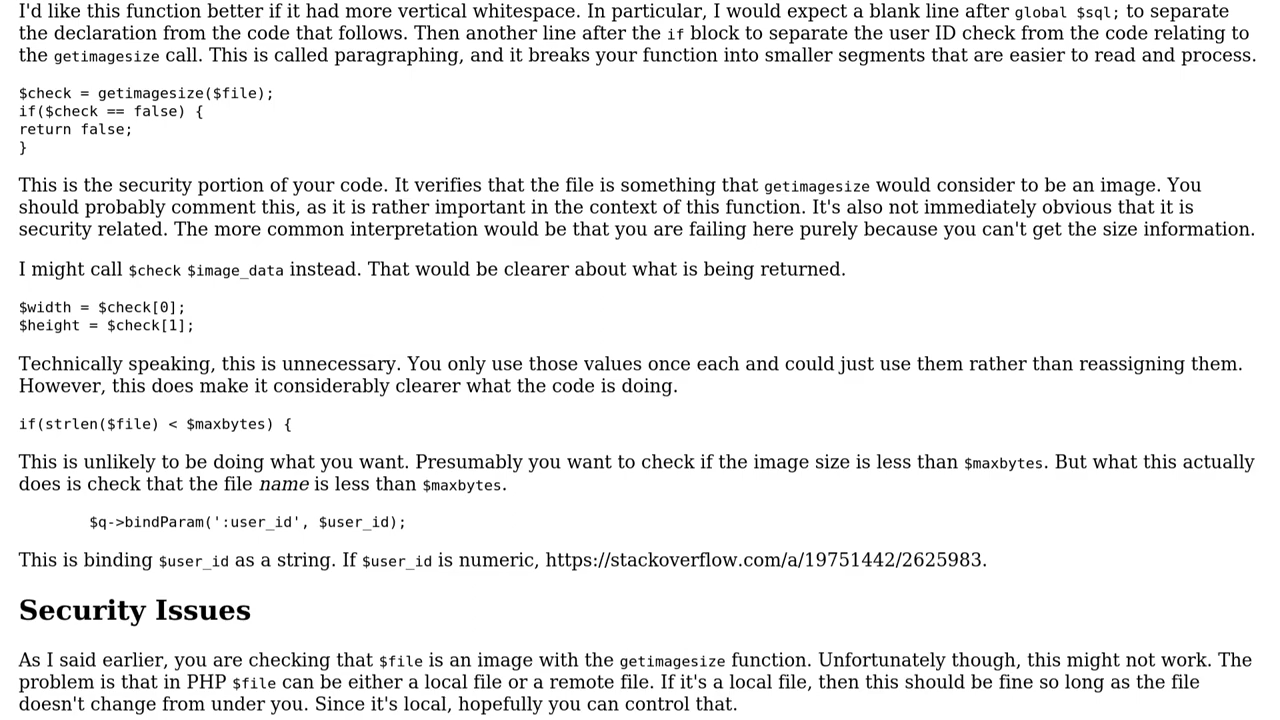 I'd like this function better if it had more vertical whitespace. In particular, I would expect a blank line after global $sql; to separate
the declaration from the code that follows. Then another line after the if block to separate the user ID check from the code relating to
the getimagesize call. This is called paragraphing, and it breaks your function into smaller segments that are easier to read and process.
$check = getimagesize($file);
if($check == false) {
return false;
}
This is the security portion of your code. It verifies that the file is something that getimagesize would consider to be an image. You
should probably comment this, as it is rather important in the context of this function. It's also not immediately obvious that it is
security related. The more common interpretation would be that you are failing here purely because you can't get the size information.
I might call $check $image_data instead. That would be clearer about what is being returned.
$width = $check[0];
$height = $check[1];
Technically speaking, this is unnecessary. You only use those values once each and could just use them rather than reassigning them.
However, this does make it considerably clearer what the code is doing.
if(strlen($file) < $maxbytes) {
This is unlikely to be doing what you want. Presumably you want to check if the image size is less than $maxbytes. But what this actually
does is check that the file name is less than $maxbytes.
$q->bindParam(':user_id', $user_id);
This is binding $user_id as a string. If $user_id is numeric, https://stackoverflow.com/a/19751442/2625983.
Security Issues
As I said earlier, you are checking that $file is an image with the getimagesize function. Unfortunately though, this might not work. The
problem is that in PHP $file can be either a local file or a remote file. If it's a local file, then this should be fine so long as the file
doesn't change from under you. Since it's local, hopefully you can control that.